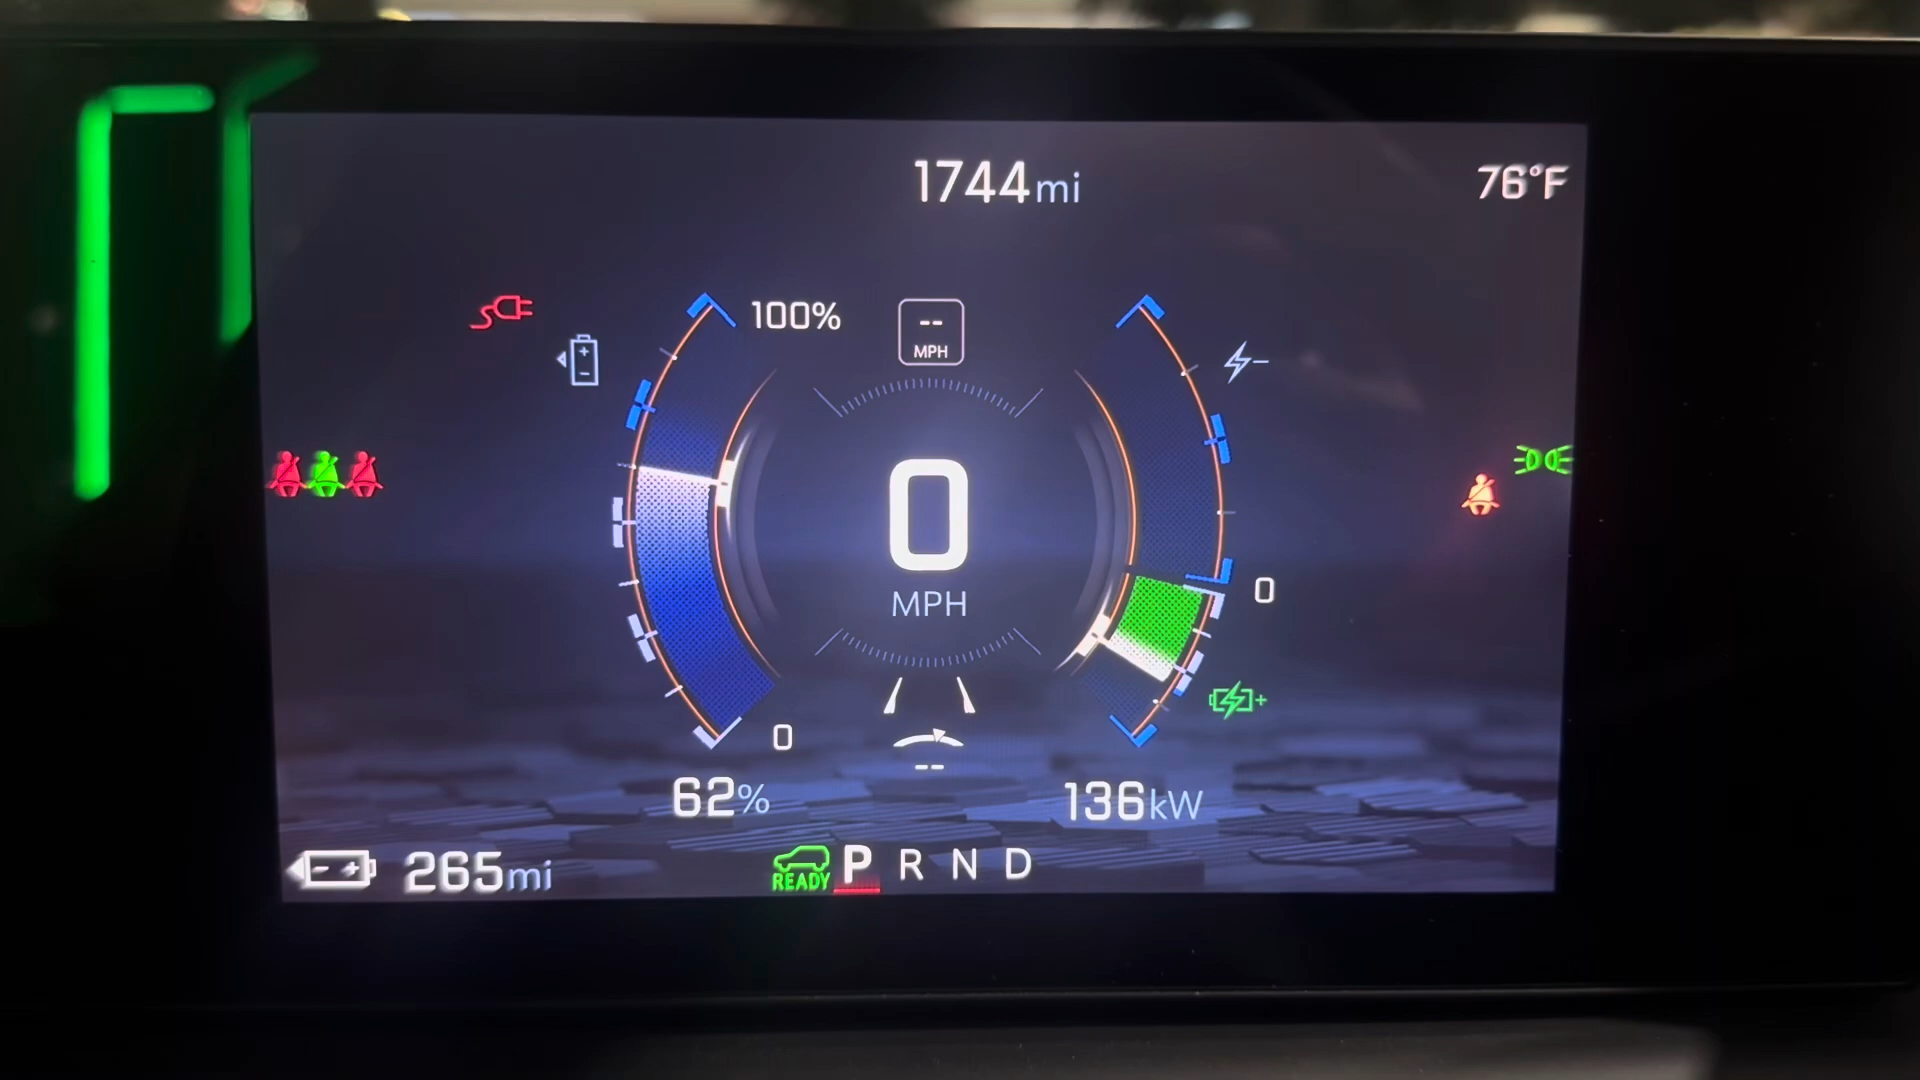 1744mi
76°F
100%
--
MPH
0
MPH
0
0
--
62%
136kW
265mi
READY
P R N D